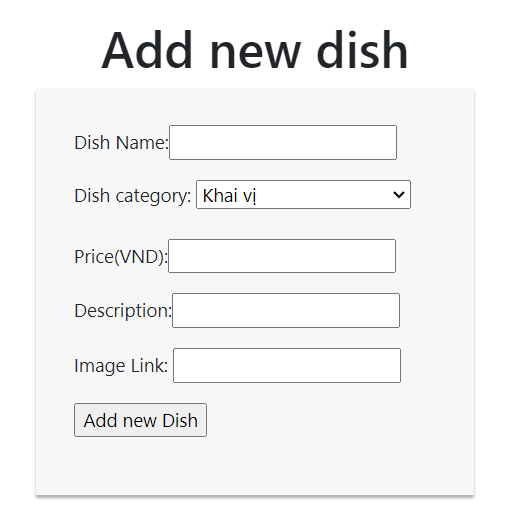 Add new dish
Dish Name:
Dish category: Khai vị
Price(VND):
Description:
Image Link:
Add new Dish